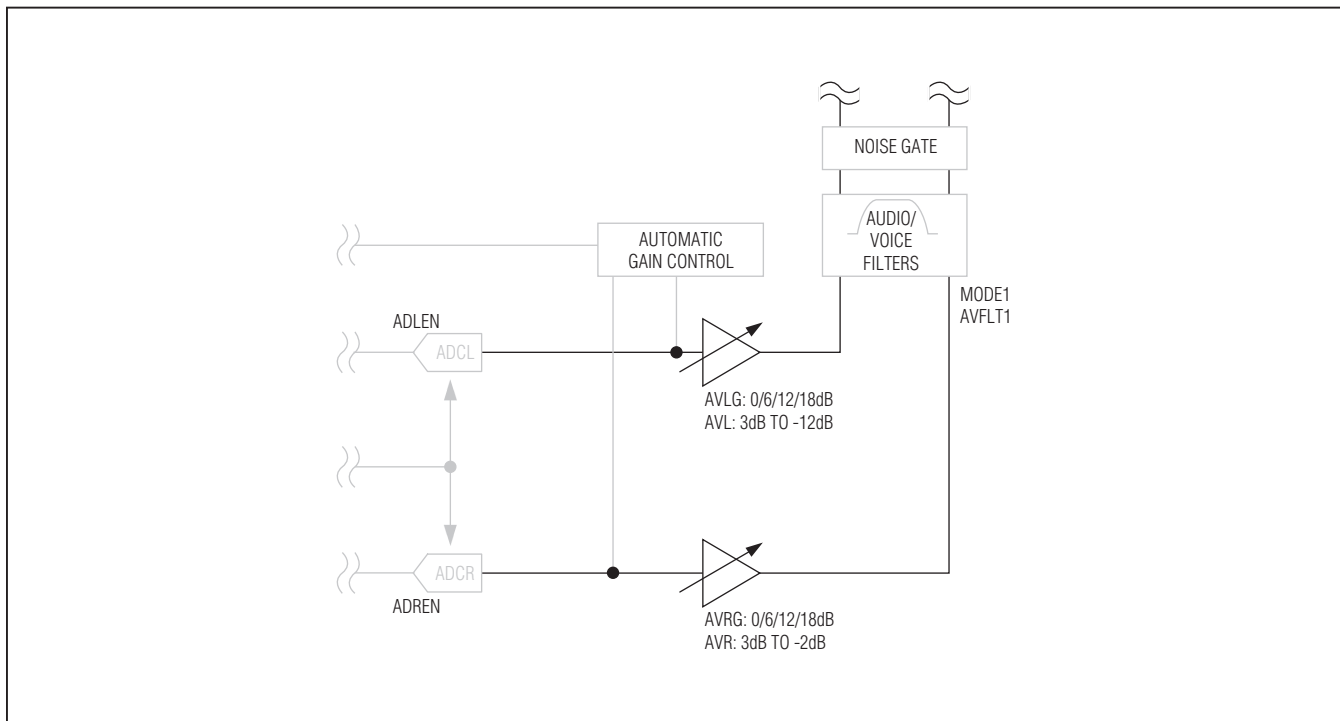 NOISE GATE
AUDIO/
VOICE
FILTERS
AUTOMATIC
GAIN CONTROL
MODE1
AVFLT1
ADLEN
ADCL
AVLG: 0/6/12/18dB
AVL: 3dB TO -12dB
ADCR
ADREN
AVRG: 0/6/12/18dB
AVR: 3dB TO -2dB